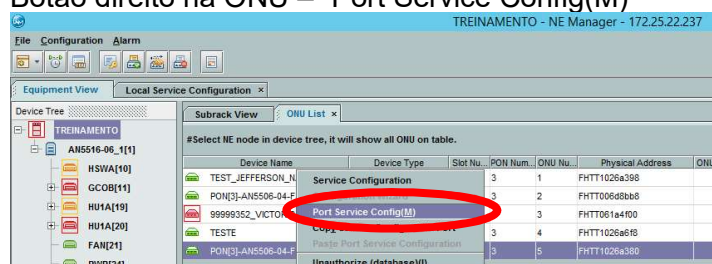 Botão direito na ONU – Port Service Config(M)
TREINAMENTO - NE Manager - 172.25.22.237
File Configuration Alarm
Equipment View Local Service Configuration ×
Device Tree
Subrack View ONU List ×
TREINAMENTO
#Select NE node in device tree, it will show all ONU on table.
AN5516-06_1[1]
Device Name Device Type Slot Nu... PON Num... ONU Nu... Physical Address ONU
HSWA[10]
TEST_JEFFERSON_N Service Configuration 3 1 FHTT1026a398
GCOB[11]
PON[3]-AN5506-04-F 3 2 FHTT006d8bb8
HU1A[19]
99999352_VICTOR Port Service Config(M) 3 FHTT061a4f00
HU1A[20]
TESTE 3 4 FHTT1026a6f8
FAN[21]
PON[3]-AN5506-04-F Paste Port Service Configuration 3 5 FHTT1026a380
Unauthorize (database)(I)